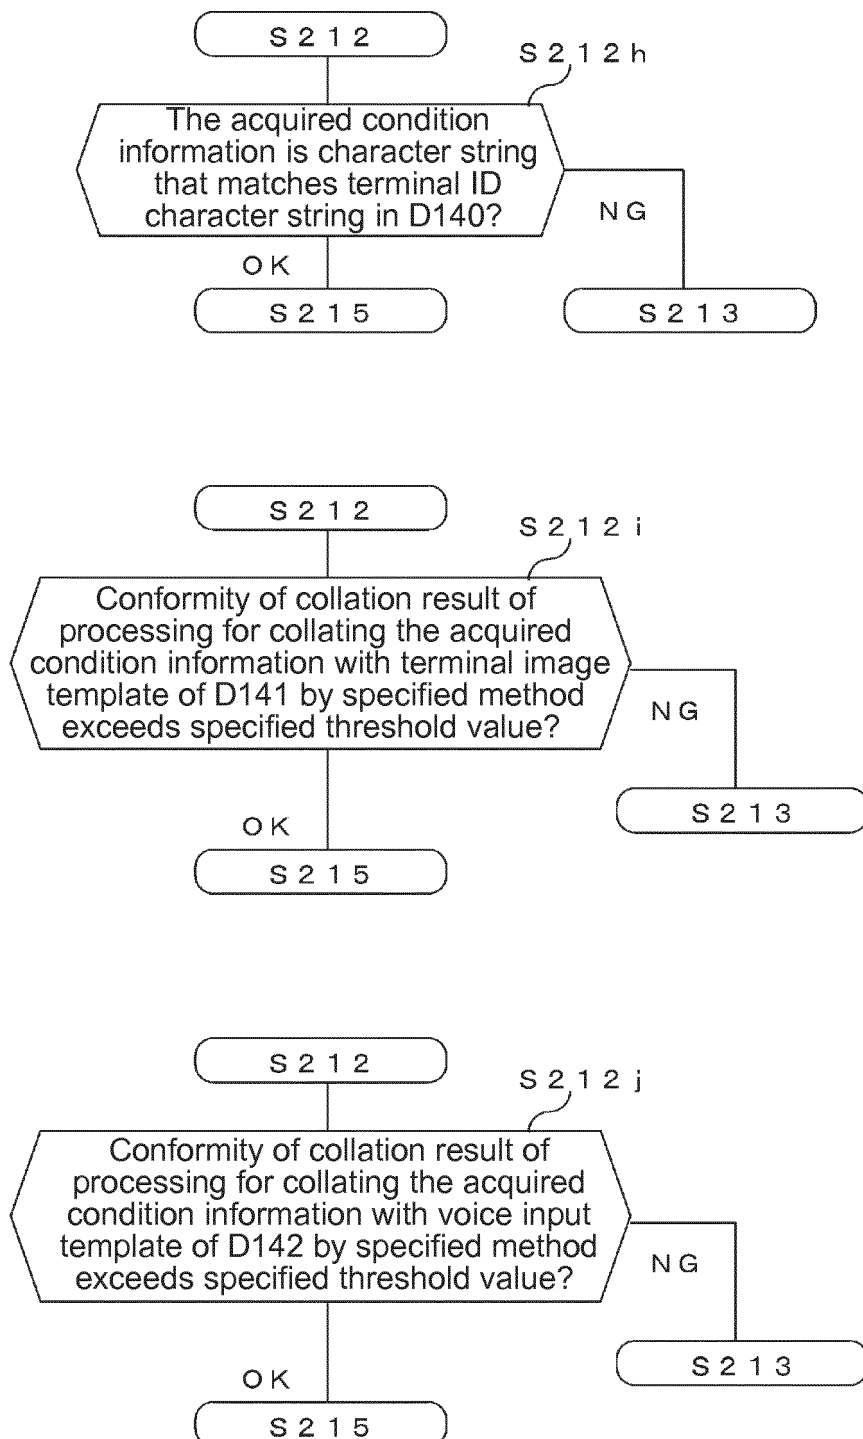 S212
S212h
The acquired condition
information is character string
that matches terminal ID
character string in D140?
NG
OK
S215
S213
S212
S212i
Conformity of collation result of
processing for collating the acquired
condition information with terminal image
template of D141 by specified method
exceeds specified threshold value?
NG
S213
OK
S215
S212
S212j
Conformity of collation result of
processing for collating the acquired
condition information with voice input
template of D142 by specified method
exceeds specified threshold value?
NG
S213
OK
S215